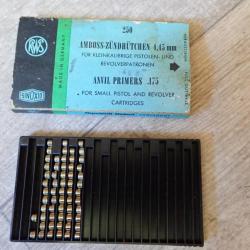 250
RWS
AMBOSS-ZÜNDHÜTCHEN 4,45 mm
FÜR KLEINKALIBRIGE PISTOLEN- UND
REVOLVERPATRONEN
ANVIL PRIMERS .175
FOR SMALL PISTOL AND REVOLVER
CARTRIDGES
MADE IN GERMANY
SINOXID